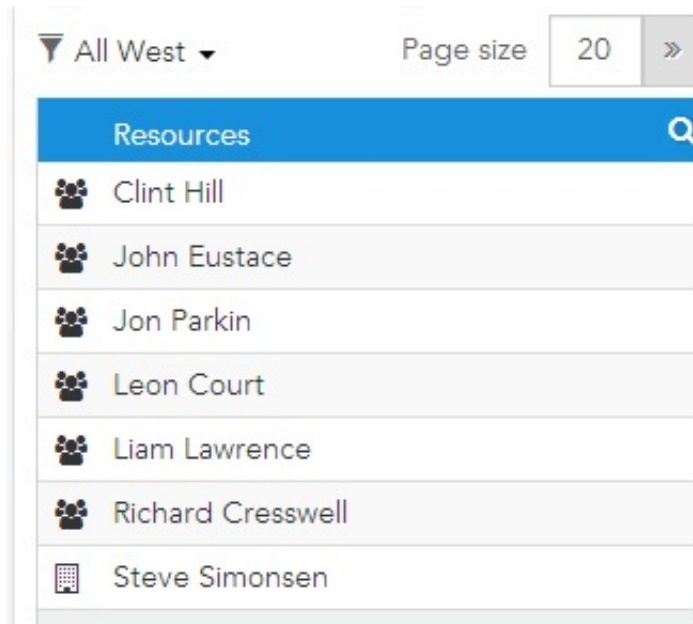 All West Page size 20 »
Resources
Clint Hill
John Eustace
Jon Parkin
Leon Court
Liam Lawrence
Richard Cresswell
Steve Simonsen